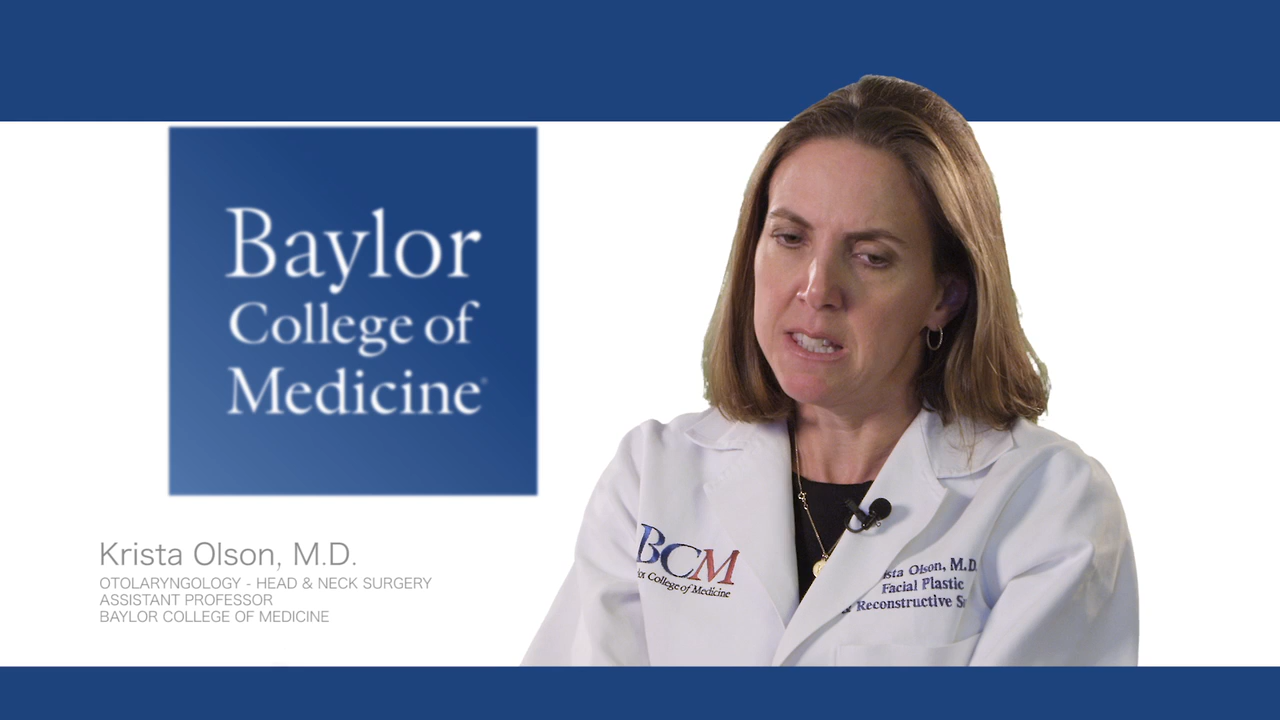 Baylor
College of
Medicine
Krista Olson, M.D.
OTOLARYNGOLOGY - HEAD & NECK SURGERY
ASSISTANT PROFESSOR
BAYLOR COLLEGE OF MEDICINE
BCM
College of Medicine
Olson, M.D.
Facial Plastic
Reconstructive